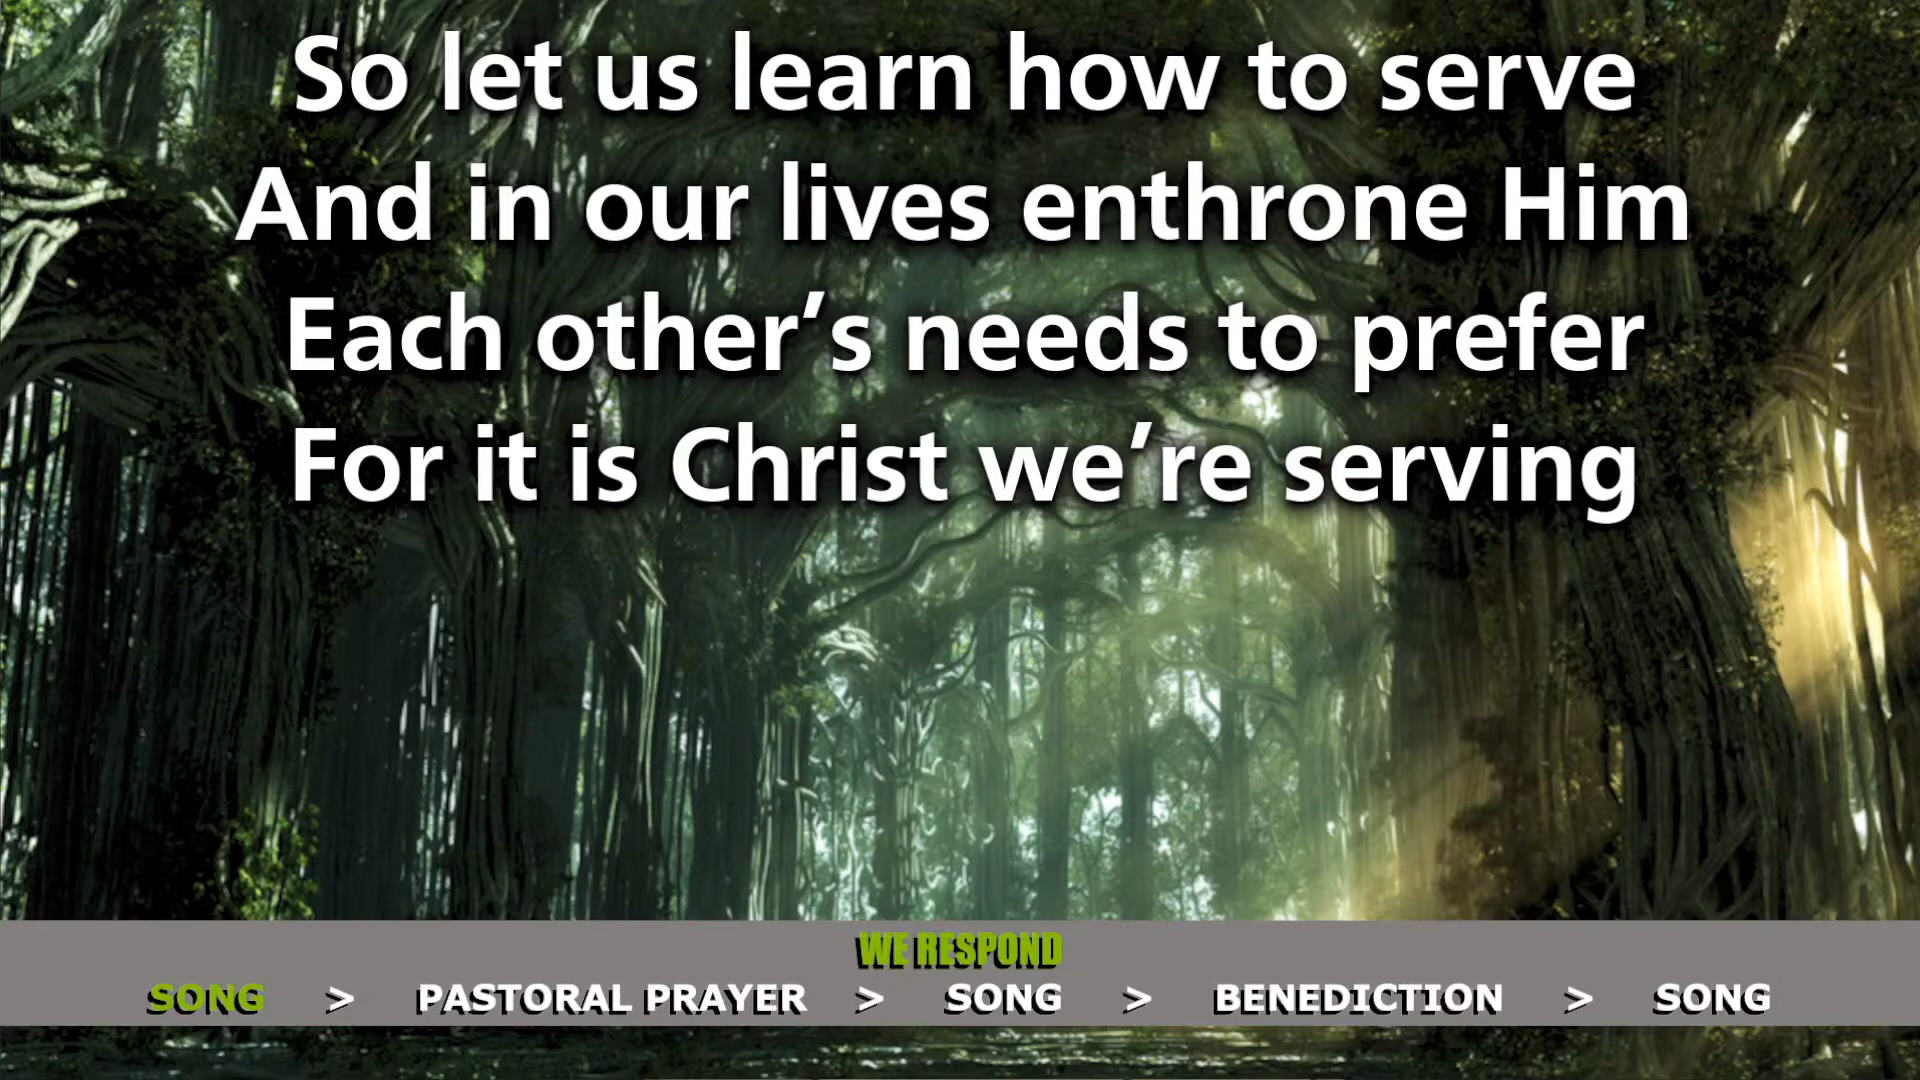 So let us learn how to serve
And in our lives enthrone Him
Each other’s needs to prefer
For it is Christ we’re serving
WE RESPOND
SONG > PASTORAL PRAYER > SONG > BENEDICTION > SONG